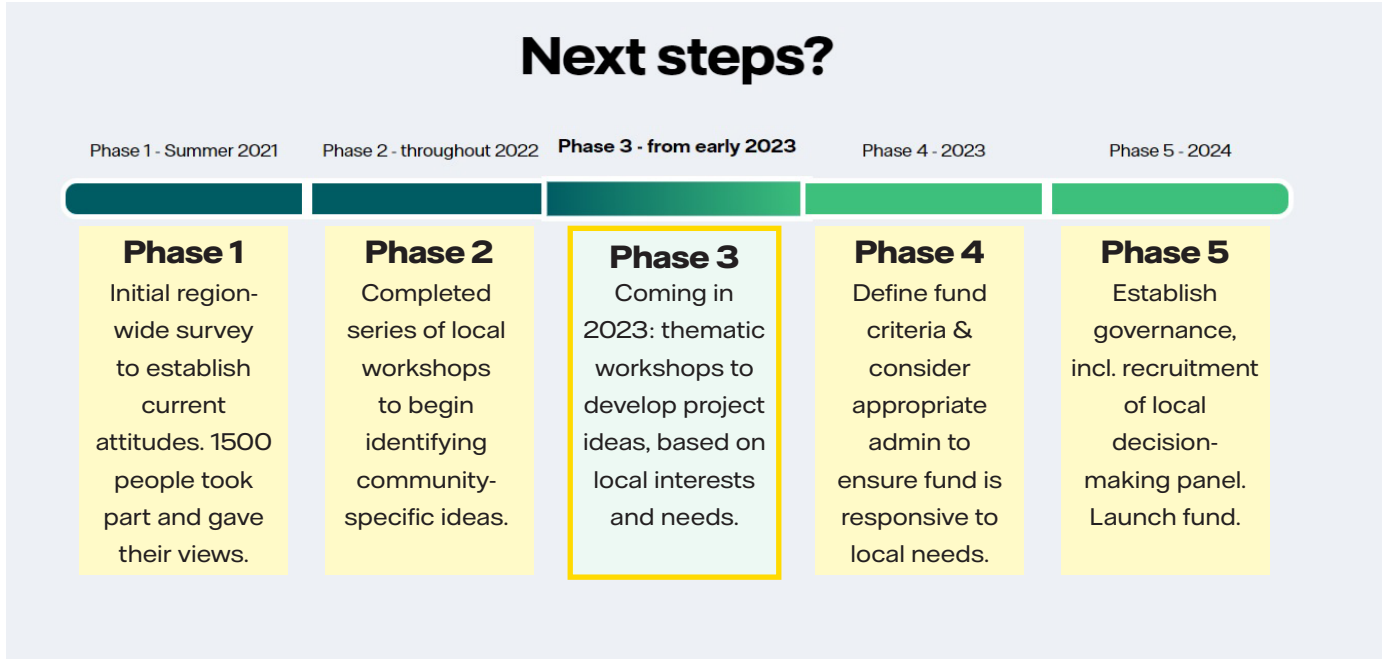 Next steps?
Phase 1 - Summer 2021
Phase 2 - throughout 2022
Phase 3 - from early 2023
Phase 4 - 2023
Phase 5 - 2024
Phase 1
Initial region-
wide survey
to establish
current
attitudes. 1500
people took
part and gave
their views.
Phase 2
Completed
series of local
workshops
to begin
identifying
community-
specific ideas.
Phase 3
Coming in
2023: thematic
workshops to
develop project
ideas, based on
local interests
and needs.
Phase 4
Define fund
criteria &
consider
appropriate
admin to
ensure fund is
responsive to
local needs.
Phase 5
Establish
governance,
incl. recruitment
of local
decision-
making panel.
Launch fund.